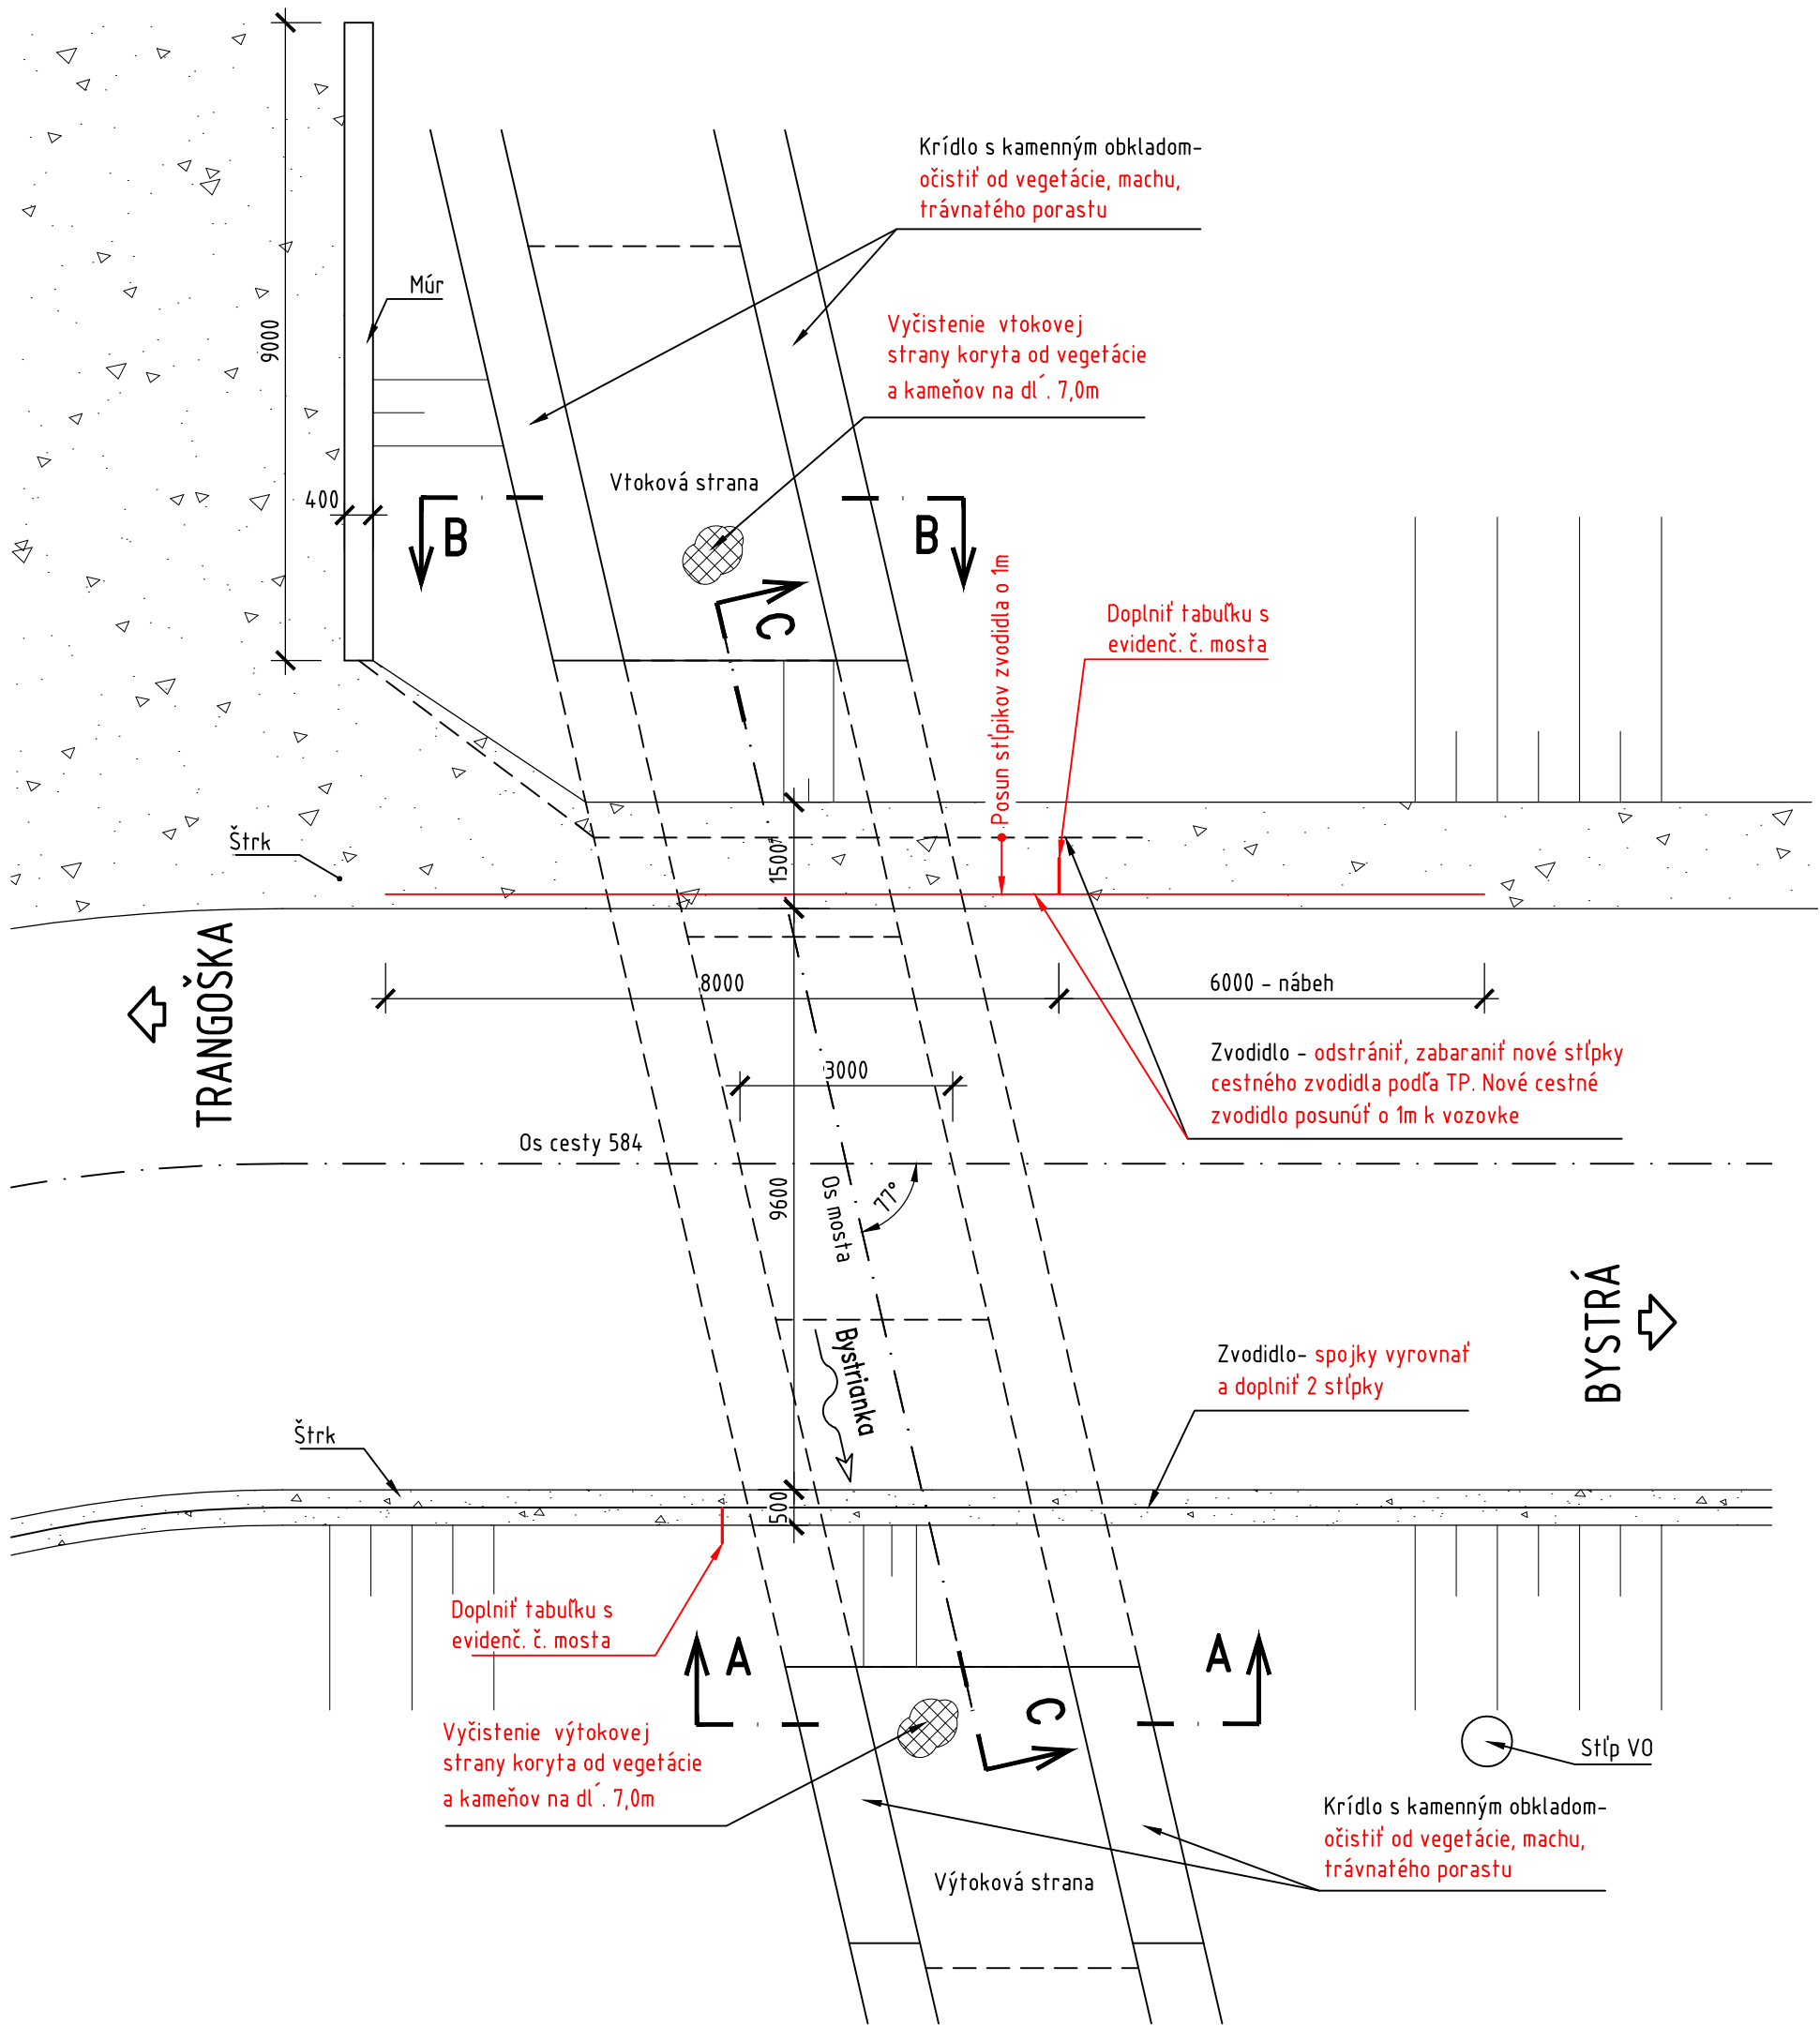 Krídlo s kamenným obkladom-
očistiť od vegetácie, machu,
trávnatého porastu
Múr
9000
Vyčistenie vtokovej
strany koryta od vegetácie
a kameňov na dĺ. 7,0m
Vtoková strana
400
B
B
C
Posun stĺpikov zvodidla o 1m
Doplniť tabuľku s
evidenč. č. mosta
Štrk
1500
TRANGOŠKA
8000
6000 - nábeh
Zvodidlo - odstrániť, zabaraniť nové stĺpky
cestného zvodidla podľa TP. Nové cestné
zvodidlo posunúť o 1m k vozovke
3000
Os cesty 584
9600
Os mosta
77°
BYSTRÁ
Bystrianka
Zvodidlo- spojky vyrovnať
a doplniť 2 stĺpky
Štrk
500
Doplniť tabuľku s
evidenč. č. mosta
A
A
C
Vyčistenie výtokovej
strany koryta od vegetácie
a kameňov na dĺ. 7,0m
Stĺp VO
Krídlo s kamenným obkladom-
očistiť od vegetácie, machu,
trávnatého porastu
Výtoková strana